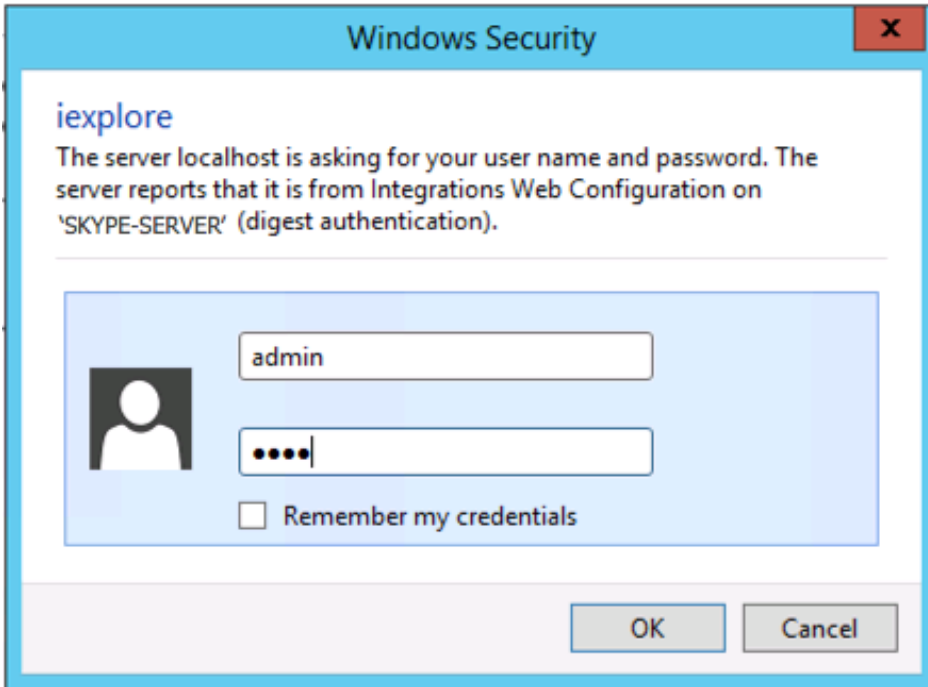 Windows Security
x
iexplore
The server localhost is asking for your user name and password. The
server reports that it is from Integrations Web Configuration on
‘SKYPE-SERVER’ (digest authentication).
admin
••••
Remember my credentials
OK Cancel